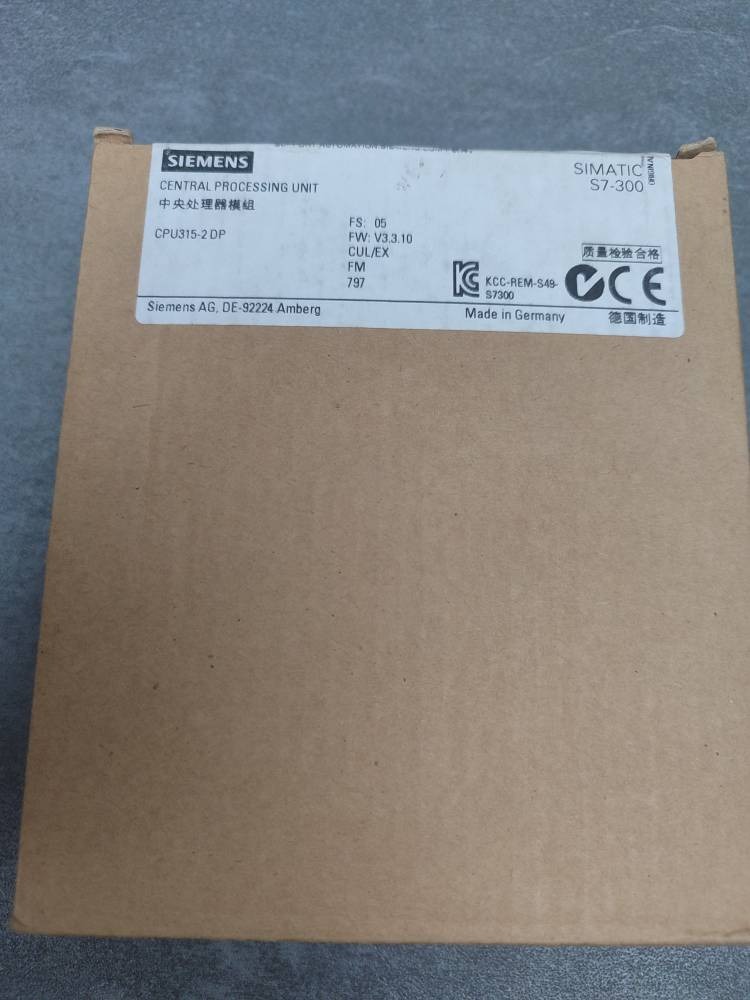 SIEMENS
CENTRAL PROCESSING UNIT
中央处理器模组
CPU315-2 DP
FS: 05
FW: V3.3.10
CUL/EX
FM
797
SIMATIC
S7-300
质量检验合格
KCC-REM-S49-
S7300
CE
Siemens AG, DE-92224 Amberg
Made in Germany
德国制造